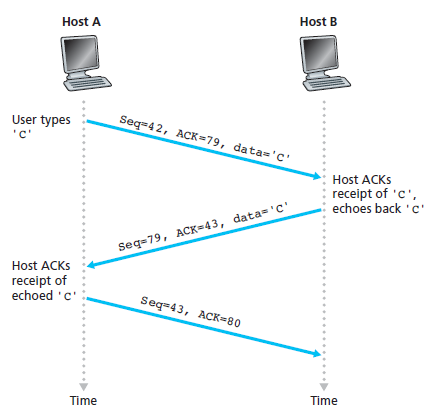 Host A
Host B
User types
'C'
Seq=42, ACK=79, data='C'
Host ACKs
receipt of 'C',
echoes back 'C'
Seq=79, ACK=43, data='C'
Host ACKs
receipt of
echoed 'C'
Seq=43, ACK=80
Time
Time